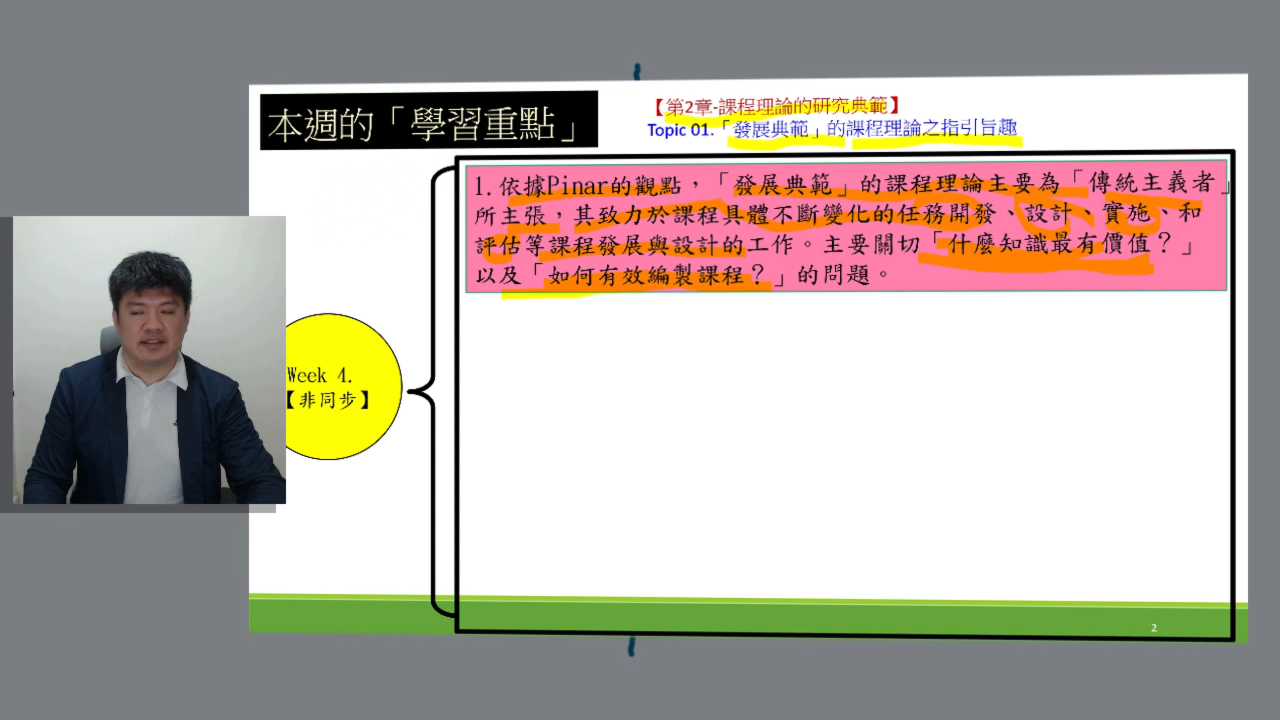 本週的「學習重點」
【第2章-課程理論的研究典範】
Topic 01.「發展典範」的課程理論之指引旨趣
1.依據Pinar的觀點，「發展典範」的課程理論主要為「傳統主義者」
所主張，其致力於課程具體不斷變化的任務開發、設計、實施、和
評估等課程發展與設計的工作。主要關切「什麼知識最有價值？」
以及「如何有效編製課程？」的問題。
Week 4.
【非同步】
2